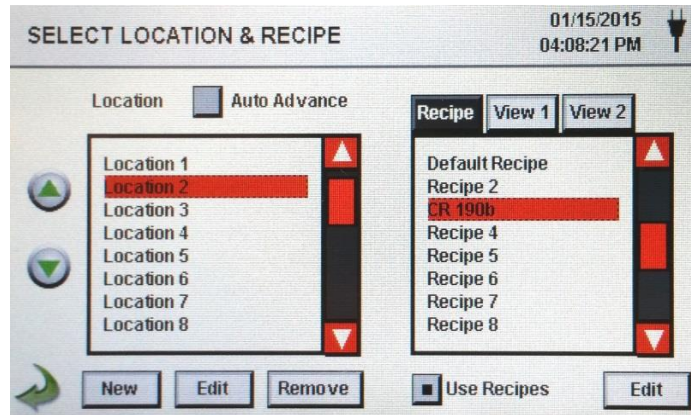 SELECT LOCATION & RECIPE
01/15/2015
04:08:21 PM
Location
Auto Advance
Recipe
View 1
View 2
Location 1
Location 2
Location 3
Location 4
Location 5
Location 6
Location 7
Location 8
Default Recipe
Recipe 2
CR 190b
Recipe 4
Recipe 5
Recipe 6
Recipe 7
Recipe 8
New
Edit
Remove
Use Recipes
Edit